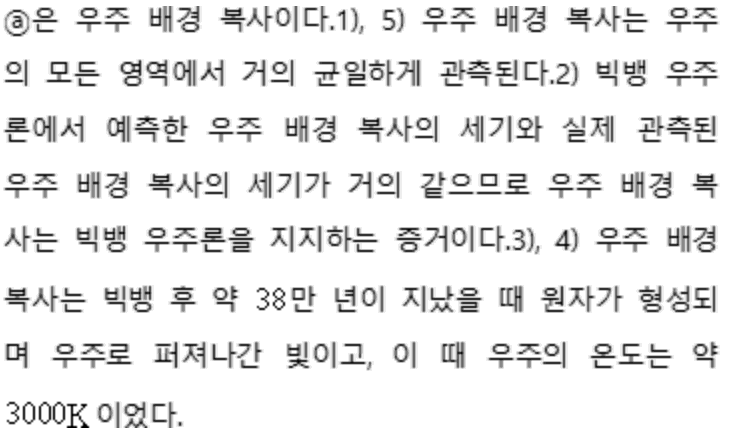 ⓐ은 우주 배경 복사이다.1), 5) 우주 배경 복사는 우주
의 모든 영역에서 거의 균일하게 관측된다.2) 빅뱅 우주
론에서 예측한 우주 배경 복사의 세기와 실제 관측된
우주 배경 복사의 세기가 거의 같으므로 우주 배경 복
사는 빅뱅 우주론을 지지하는 증거이다.3), 4) 우주 배경
복사는 빅뱅 후 약 38만 년이 지났을 때 원자가 형성되
며 우주로 퍼져나간 빛이고, 이 때 우주의 온도는 약
3000K 이었다.